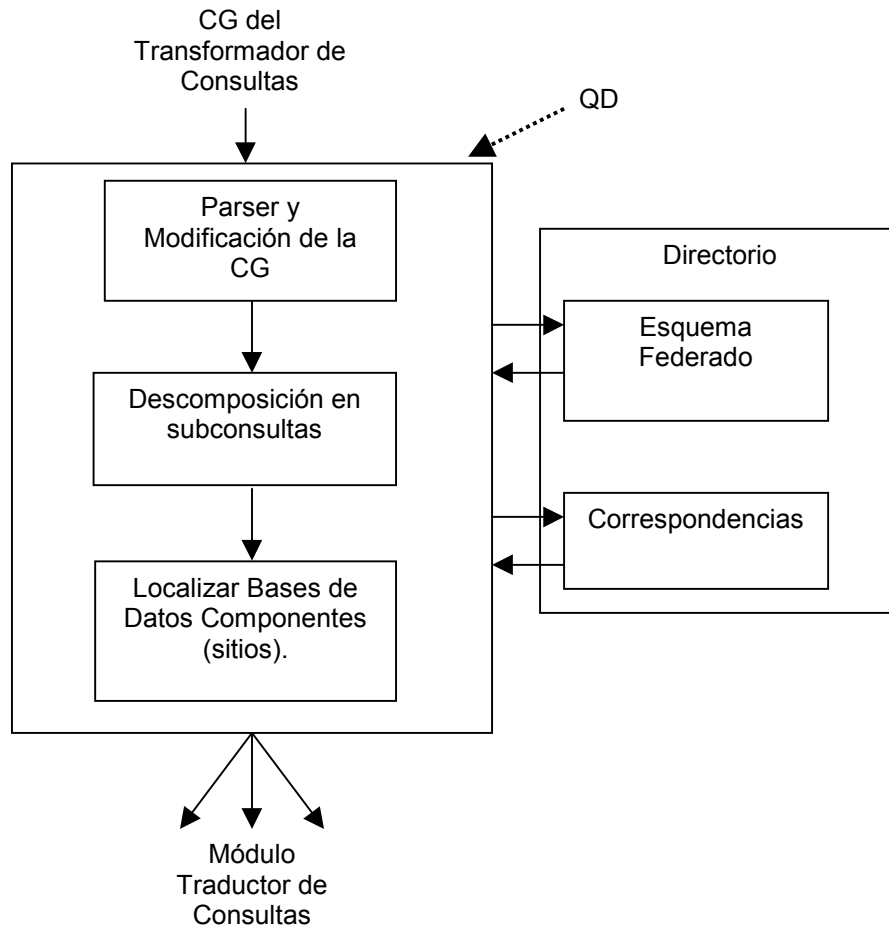 CG del
Transformador de
Consultas
QD
Parser y
Modificación de la
CG
Directorio
Esquema
Federado
Descomposición en
subconsultas
Correspondencias
Localizar Bases de
Datos Componentes
(sitios).
Módulo
Traductor de
Consultas